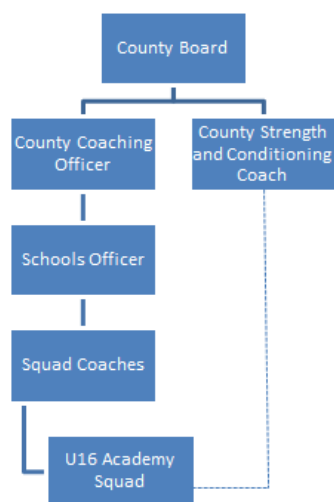 County Board
County Coaching
Officer
County Strength
and Conditioning
Coach
Schools Officer
Squad Coaches
U16 Academy
Squad